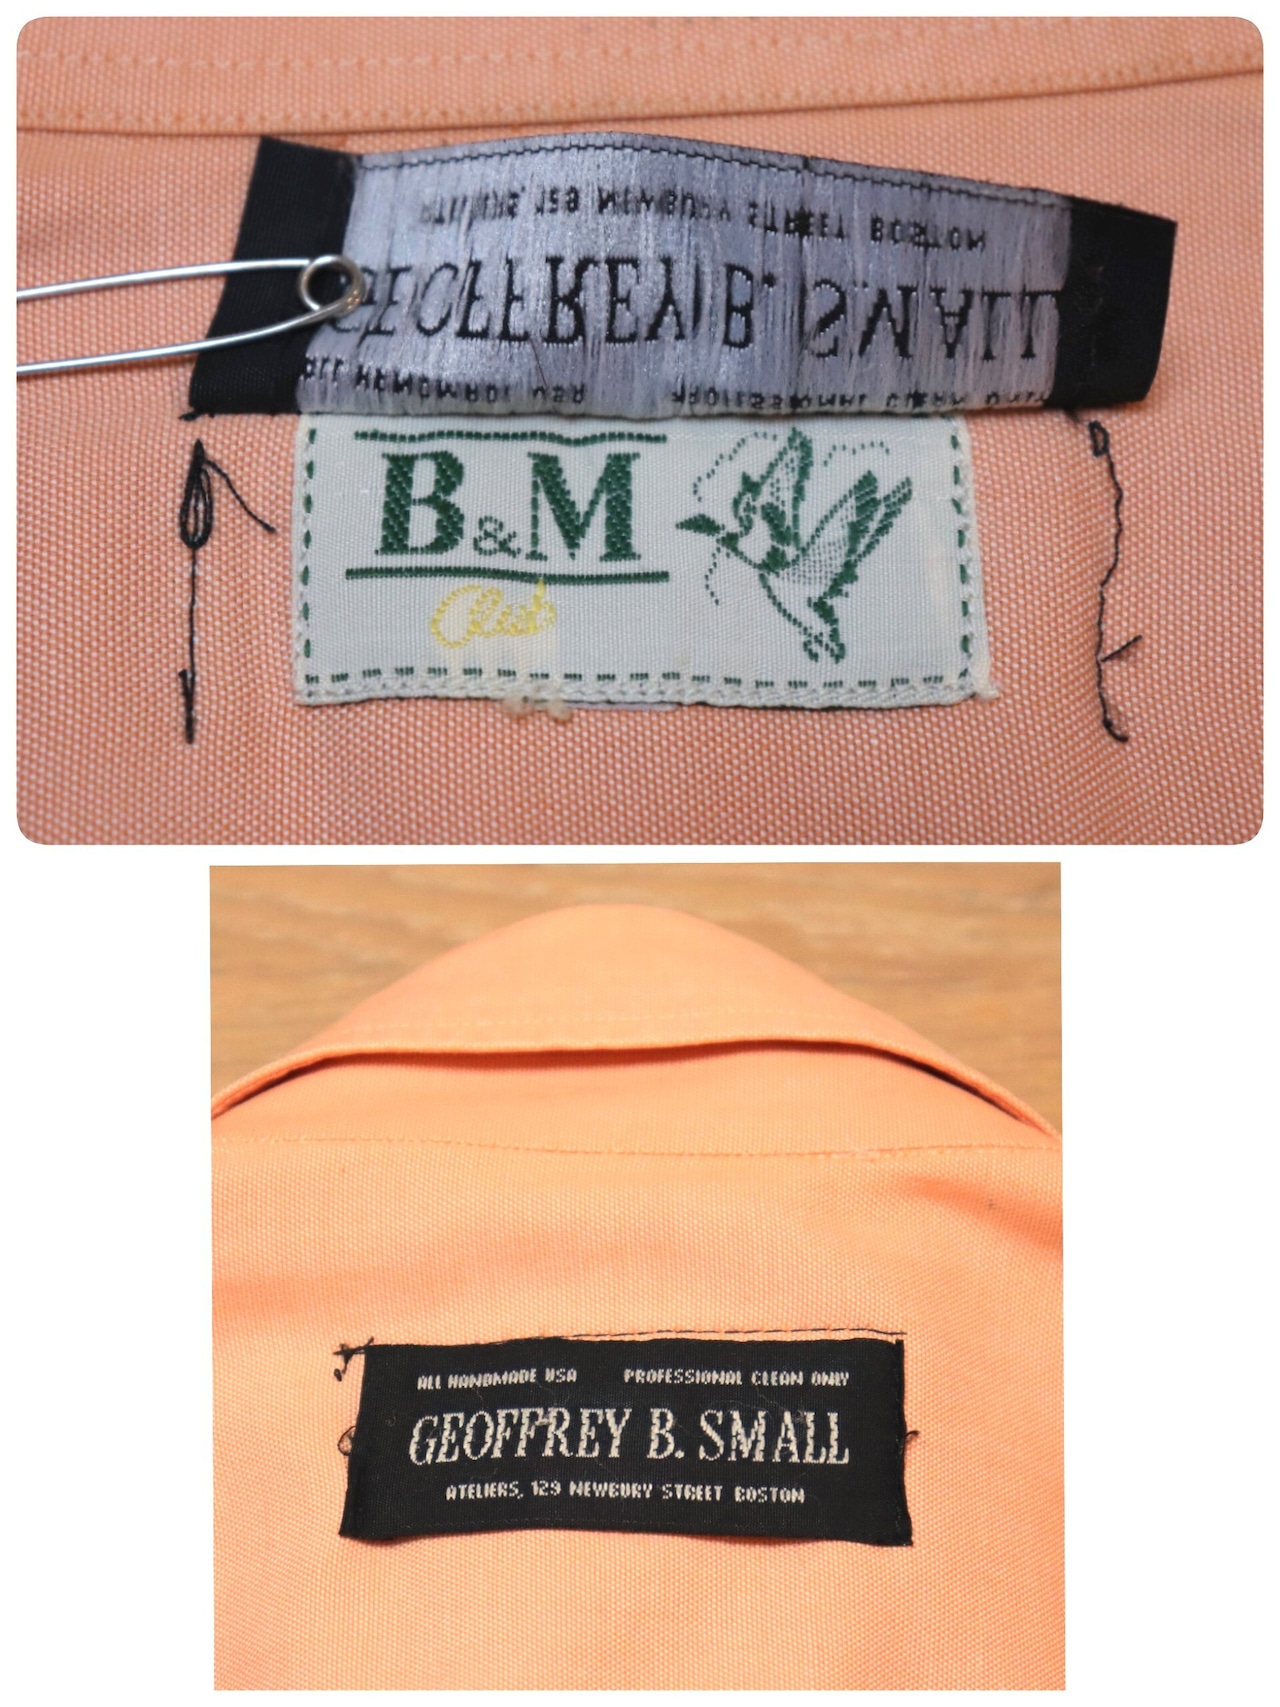 ATELIERS, 129 NEWBURY STREET BOSTON
GEOFFREY B. SMALL
ALL HANDMADE USA PROFESSIONAL CLEAN ONLY
B&M
Club
ALL HANDMADE USA PROFESSIONAL CLEAN ONLY
GEOFFREY B. SMALL
ATELIERS, 129 NEWBURY STREET BOSTON